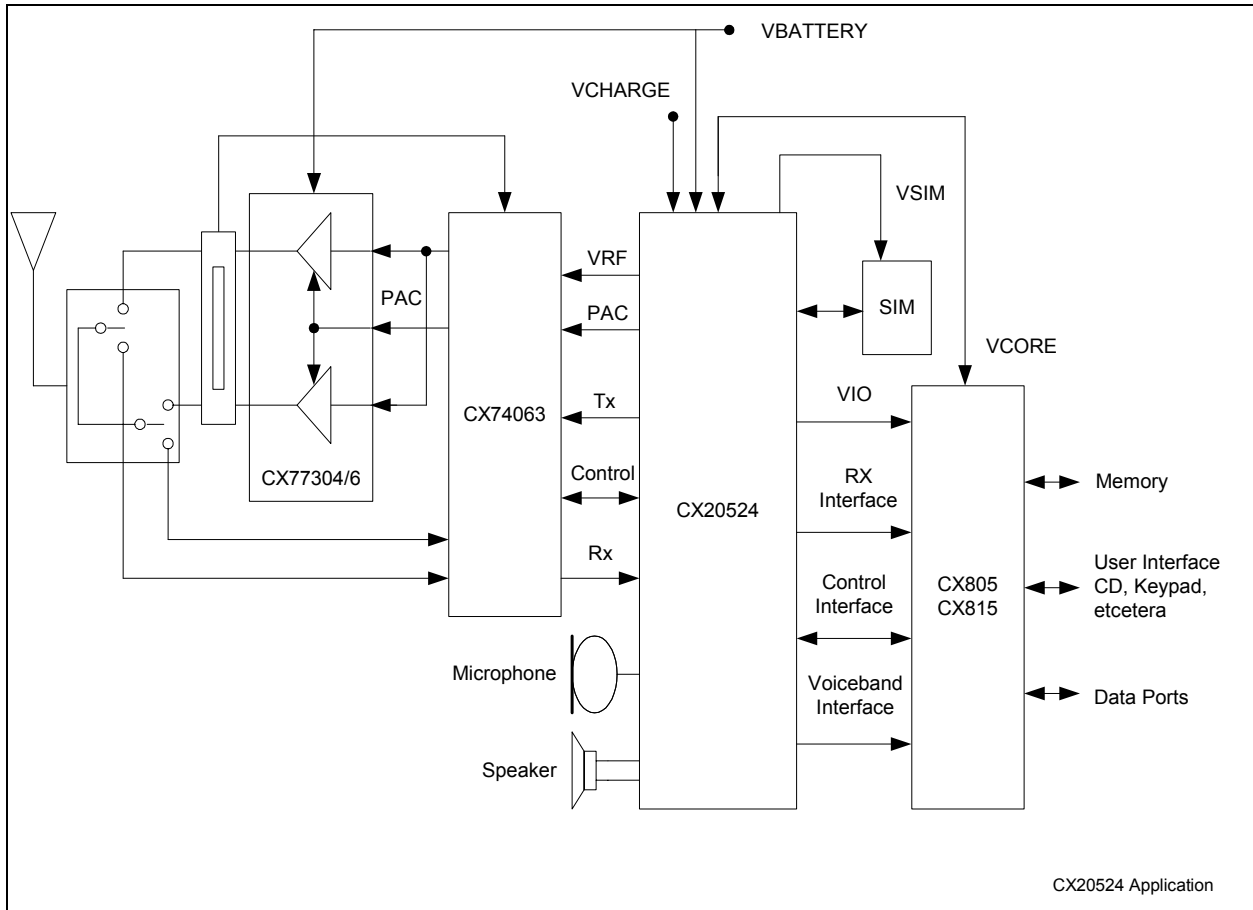 VBATTERY
VCHARGE
VSIM
VRF
PAC
PAC
SIM
VCORE
VIO
Tx
CX74063
CX77304/6
Control
RX
Interface
Memory
CX20524
Rx
Control
Interface
CX805
CX815
User Interface
CD, Keypad,
etcetera
Microphone
Voiceband
Interface
Data Ports
Speaker
CX20524 Application